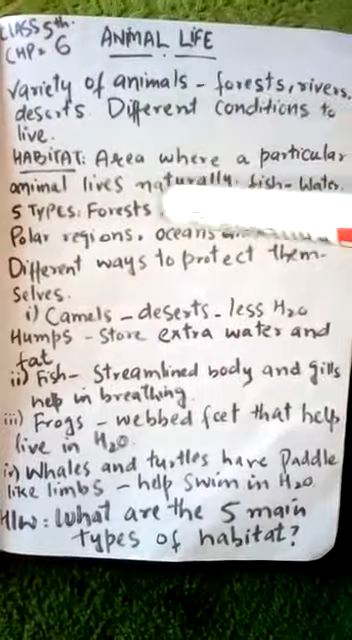 CLASS 5th.
CHP= 6 ANIMAL LIFE
Variety of animals - forests, rivers,
deserts. Different conditions to
live.
HABITAT: Area where a particular
animal lives naturally. fish - Water.
5 TYPES: Forests
Polar regions, oceans
Different ways to protect them-
Selves.
i) Camels - deserts - less H2O
Humps - Store extra water and
fat
ii) Fish - Streamlined body and gills
help in breathing.
iii) Frogs - webbed feet that help
live in H2O.
iv) Whales and turtles have Paddle
like limbs - help Swim in H2O.
H/W: What are the 5 main
types of habitat?